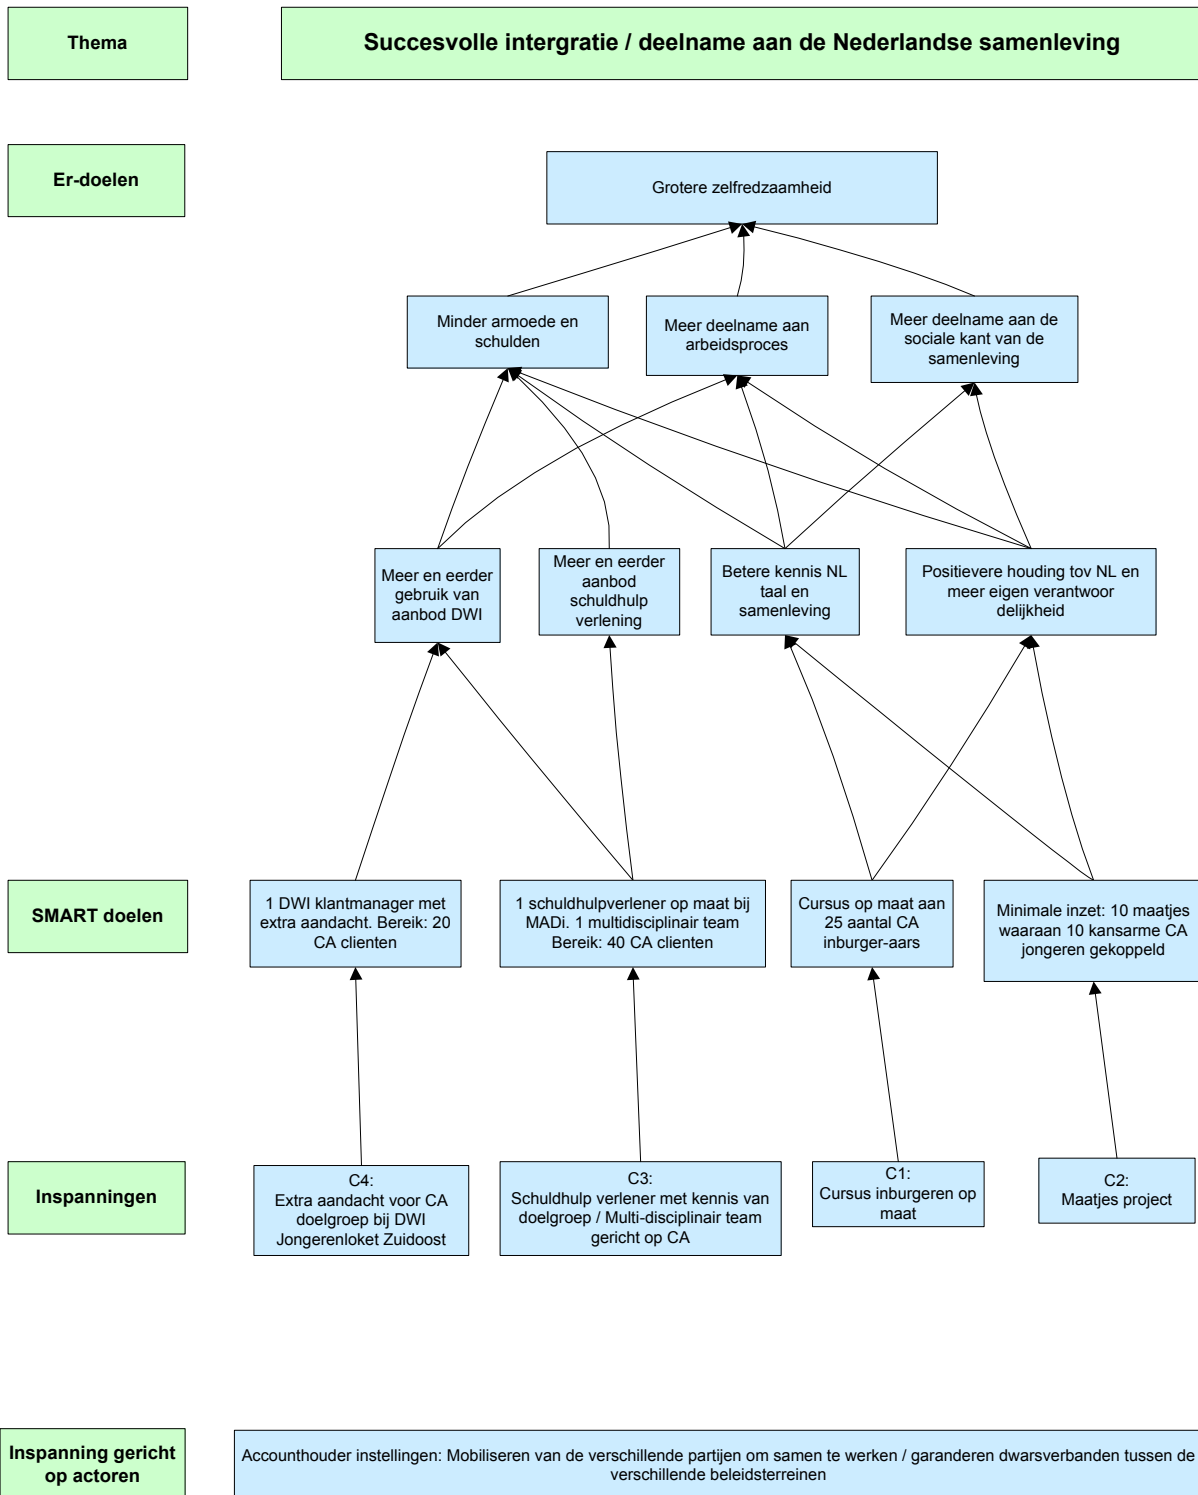 Thema
Succesvolle intergratie / deelname aan de Nederlandse samenleving
Er-doelen
Grotere zelfredzaamheid
Minder armoede en
schulden
Meer deelname aan
arbeidsproces
Meer deelname aan de
sociale kant van de
samenleving
Meer en eerder
gebruik van
aanbod DWI
Meer en eerder
aanbod
schuldhulp
verlening
Betere kennis NL
taal en
samenleving
Positievere houding tov NL en
meer eigen verantwoor
delijkheid
SMART doelen
1 DWI klantmanager met
extra aandacht. Bereik: 20
CA clienten
1 schuldhulpverlener op maat bij
MADi. 1 multidisciplinair team
Bereik: 40 CA clienten
Cursus op maat aan
25 aantal CA
inburger-aars
Minimale inzet: 10 maatjes
waaraan 10 kansarme CA
jongeren gekoppeld
Inspanningen
C4:
Extra aandacht voor CA
doelgroep bij DWI
Jongerenloket Zuidoost
C3:
Schuldhulp verlener met kennis van
doelgroep / Multi-disciplinair team
gericht op CA
C1:
Cursus inburgeren op
maat
C2:
Maatjes project
Inspanning gericht
op actoren
Accounthouder instellingen: Mobiliseren van de verschillende partijen om samen te werken / garanderen dwarsverbanden tussen de
verschillende beleidsterreinen